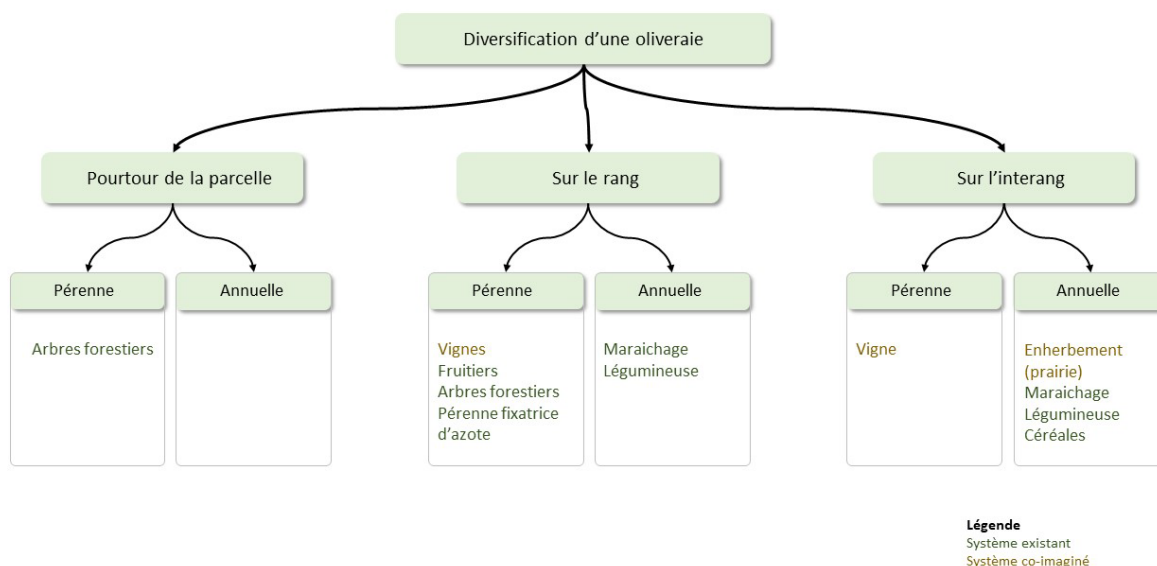 Diversification d'une oliveraie
Pourtour de la parcelle
Sur le rang
Sur l'interang
Pérenne
Annuelle
Pérenne
Annuelle
Pérenne
Annuelle
Arbres forestiers
Vignes
Fruitiers
Arbres forestiers
Pérenne fixatrice
d'azote
Maraichage
Légumineuse
Vigne
Enherbement
(prairie)
Maraichage
Légumineuse
Céréales
Légende
Système existant
Système co-imaginé